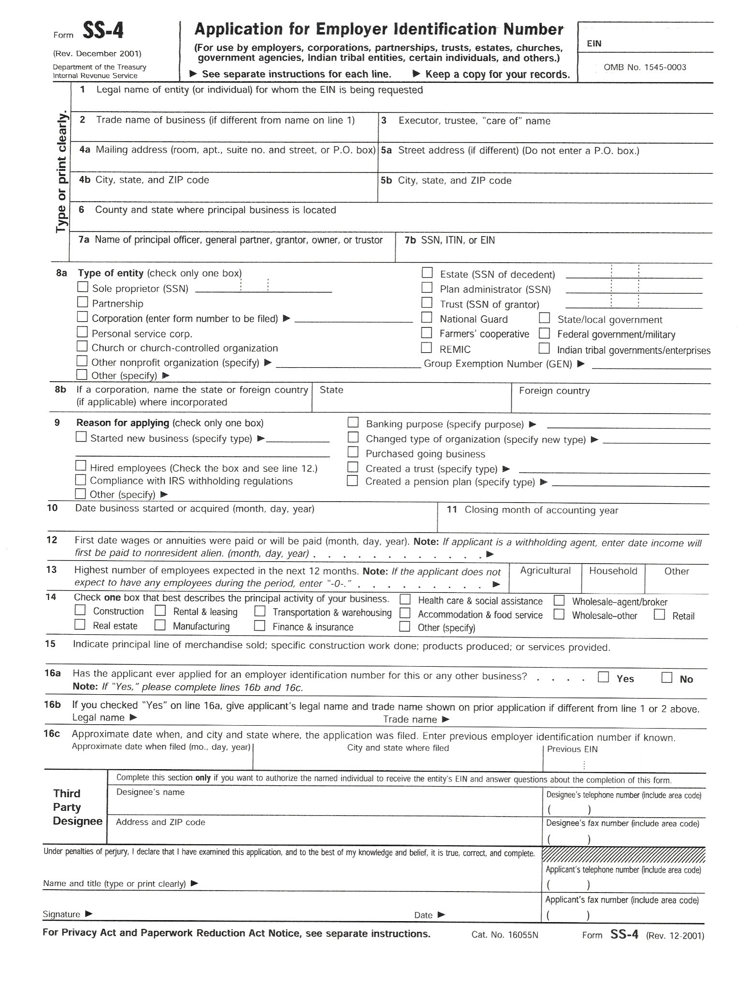 Form SS-4
(Rev. December 2001)
Department of the Treasury
Internal Revenue Service
Application for Employer Identification Number
(For use by employers, corporations, partnerships, trusts, estates, churches,
government agencies, Indian tribal entities, certain individuals, and others.)
▶ See separate instructions for each line. ▶ Keep a copy for your records.
EIN
OMB No. 1545-0003
Type or print clearly.
1 Legal name of entity (or individual) for whom the EIN is being requested
2 Trade name of business (if different from name on line 1)
3 Executor, trustee, "care of" name
4a Mailing address (room, apt., suite no. and street, or P.O. box)
5a Street address (if different) (Do not enter a P.O. box.)
4b City, state, and ZIP code
5b City, state, and ZIP code
6 County and state where principal business is located
7a Name of principal officer, general partner, grantor, owner, or trustor
7b SSN, ITIN, or EIN
8a Type of entity (check only one box)
Sole proprietor (SSN)
Partnership
Corporation (enter form number to be filed) ▶
Personal service corp.
Church or church-controlled organization
Other nonprofit organization (specify) ▶
Other (specify) ▶
Estate (SSN of decedent)
Plan administrator (SSN)
Trust (SSN of grantor)
National Guard State/local government
Farmers' cooperative Federal government/military
REMIC Indian tribal governments/enterprises
Group Exemption Number (GEN) ▶
8b If a corporation, name the state or foreign country
(if applicable) where incorporated
State
Foreign country
9 Reason for applying (check only one box)
Started new business (specify type) ▶
Hired employees (Check the box and see line 12.)
Compliance with IRS withholding regulations
Other (specify) ▶
Banking purpose (specify purpose) ▶
Changed type of organization (specify new type) ▶
Purchased going business
Created a trust (specify type) ▶
Created a pension plan (specify type) ▶
10 Date business started or acquired (month, day, year)
11 Closing month of accounting year
12 First date wages or annuities were paid or will be paid (month, day, year). Note: If applicant is a withholding agent, enter date income will
first be paid to nonresident alien. (month, day, year) . . . . . . . . . . . . ▶
13 Highest number of employees expected in the next 12 months. Note: If the applicant does not
expect to have any employees during the period, enter "-0-." . . . . . . . . . ▶
Agricultural
Household
Other
14 Check one box that best describes the principal activity of your business.
Health care & social assistance Wholesale–agent/broker
Construction Rental & leasing Transportation & warehousing Accommodation & food service Wholesale–other Retail
Real estate Manufacturing Finance & insurance Other (specify)
15 Indicate principal line of merchandise sold; specific construction work done; products produced; or services provided.
16a Has the applicant ever applied for an employer identification number for this or any other business? . . . . Yes No
Note: If "Yes," please complete lines 16b and 16c.
16b If you checked "Yes" on line 16a, give applicant's legal name and trade name shown on prior application if different from line 1 or 2 above.
Legal name ▶ Trade name ▶
16c Approximate date when, and city and state where, the application was filed. Enter previous employer identification number if known.
Approximate date when filed (mo., day, year) City and state where filed Previous EIN
Third
Party
Designee
Complete this section only if you want to authorize the named individual to receive the entity's EIN and answer questions about the completion of this form.
Designee's name
Designee's telephone number (include area code)
( )
Address and ZIP code
Designee's fax number (include area code)
( )
Under penalties of perjury, I declare that I have examined this application, and to the best of my knowledge and belief, it is true, correct, and complete.
Applicant's telephone number (include area code)
Name and title (type or print clearly) ▶ ( )
Applicant's fax number (include area code)
Signature ▶ Date ▶ ( )
For Privacy Act and Paperwork Reduction Act Notice, see separate instructions. Cat. No. 16055N Form SS-4 (Rev. 12-2001)